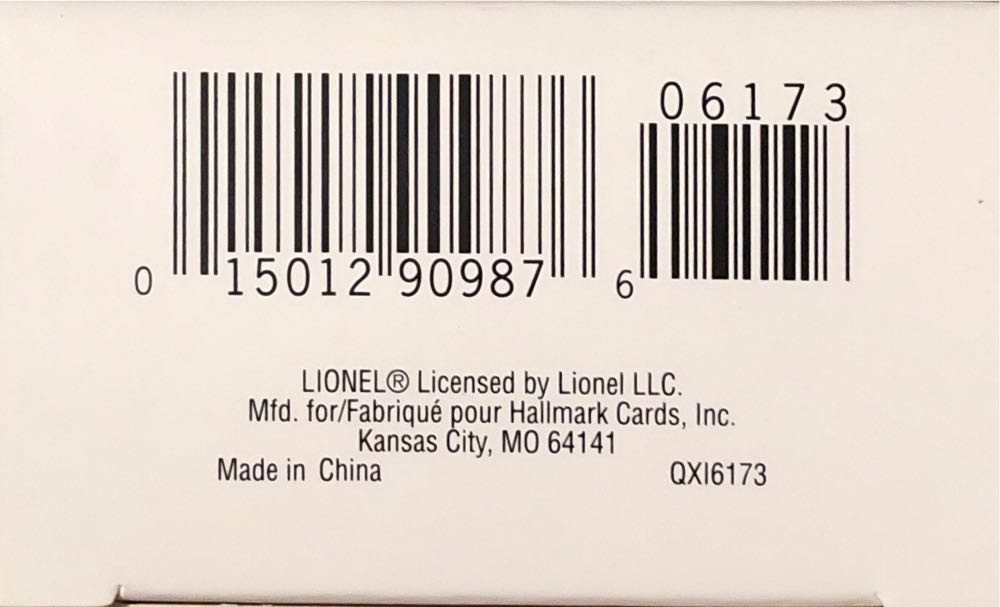 06173
0 15012 90987 6
LIONEL® Licensed by Lionel LLC.
Mfd. for/Fabriqué pour Hallmark Cards, Inc.
Kansas City, MO 64141
Made in China QXI6173